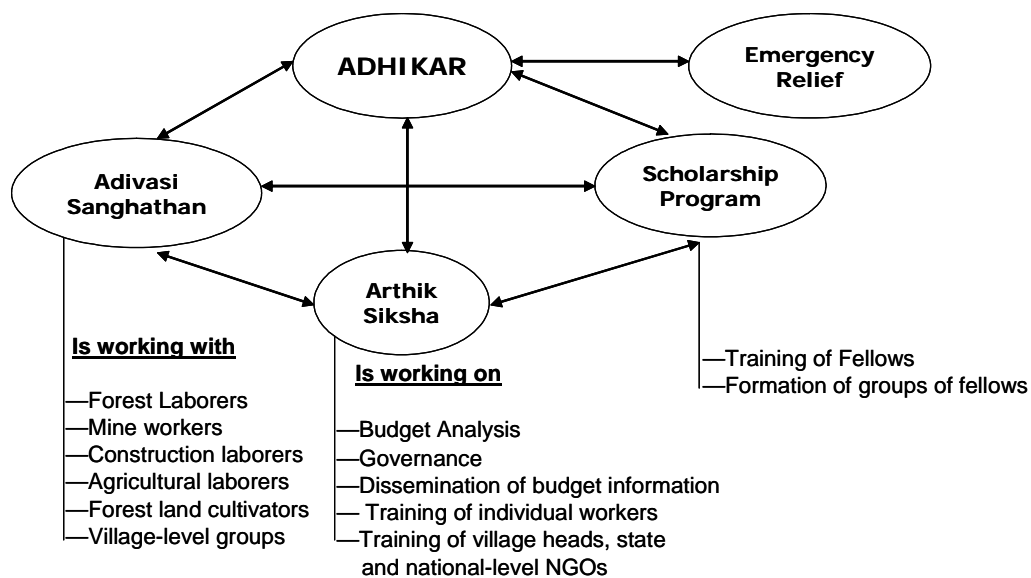 ADHIKAR
Emergency
Relief
Adivasi
Sanghathan
Scholarship
Program
Arthik
Siksha
Is working with
—Forest Laborers
—Mine workers
—Construction laborers
—Agricultural laborers
—Forest land cultivators
—Village-level groups
Is working on
—Budget Analysis
—Governance
—Dissemination of budget information
— Training of individual workers
—Training of village heads, state
and national-level NGOs
—Training of Fellows
—Formation of groups of fellows